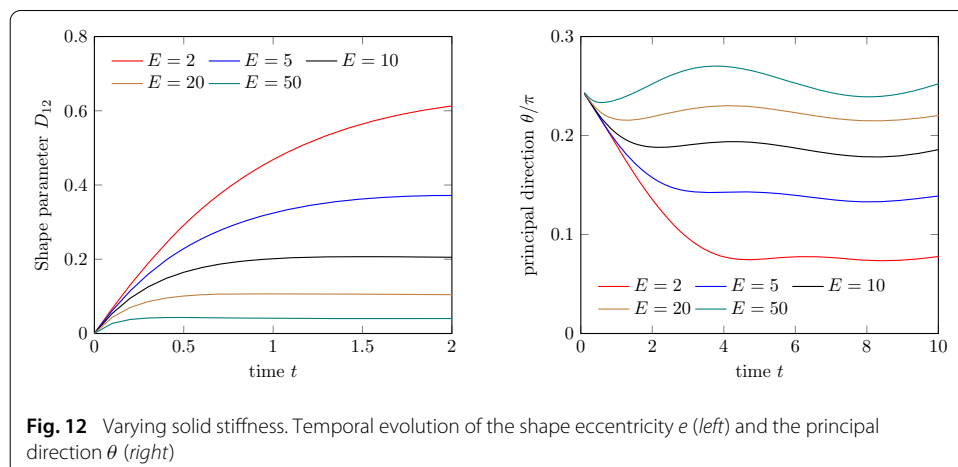 0.8
0.6
0.4
0.2
0
0 0.5 1 1.5 2
Shape parameter D₁₂
time t
E = 2 E = 5 E = 10
E = 20 E = 50
0.3
0.2
0.1
0
0 2 4 6 8 10
principal direction θ/π
time t
E = 2 E = 5 E = 10
E = 20 E = 50
Fig. 12 Varying solid stiffness. Temporal evolution of the shape eccentricity e (left) and the principal
direction θ (right)